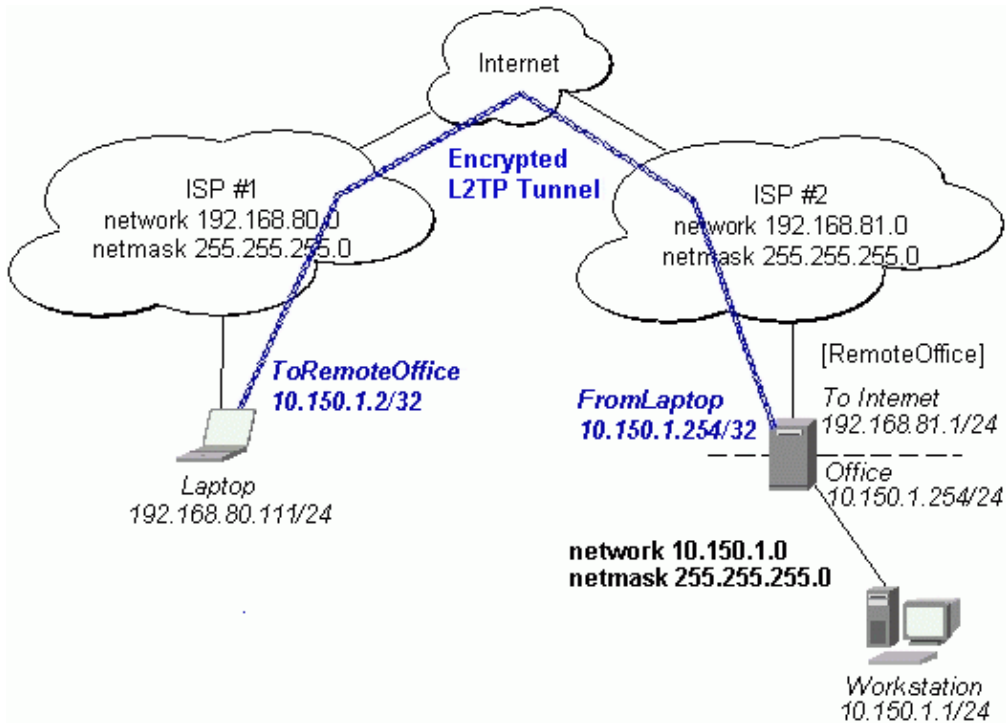 Internet
Encrypted
L2TP Tunnel
ISP #1
network 192.168.80.0
netmask 255.255.255.0
ISP #2
network 192.168.81.0
netmask 255.255.255.0
[RemoteOffice]
ToRemoteOffice
10.150.1.2/32
FromLaptop
10.150.1.254/32
To Internet
192.168.81.1/24
Office
10.150.1.254/24
Laptop
192.168.80.111/24
network 10.150.1.0
netmask 255.255.255.0
Workstation
10.150.1.1/24